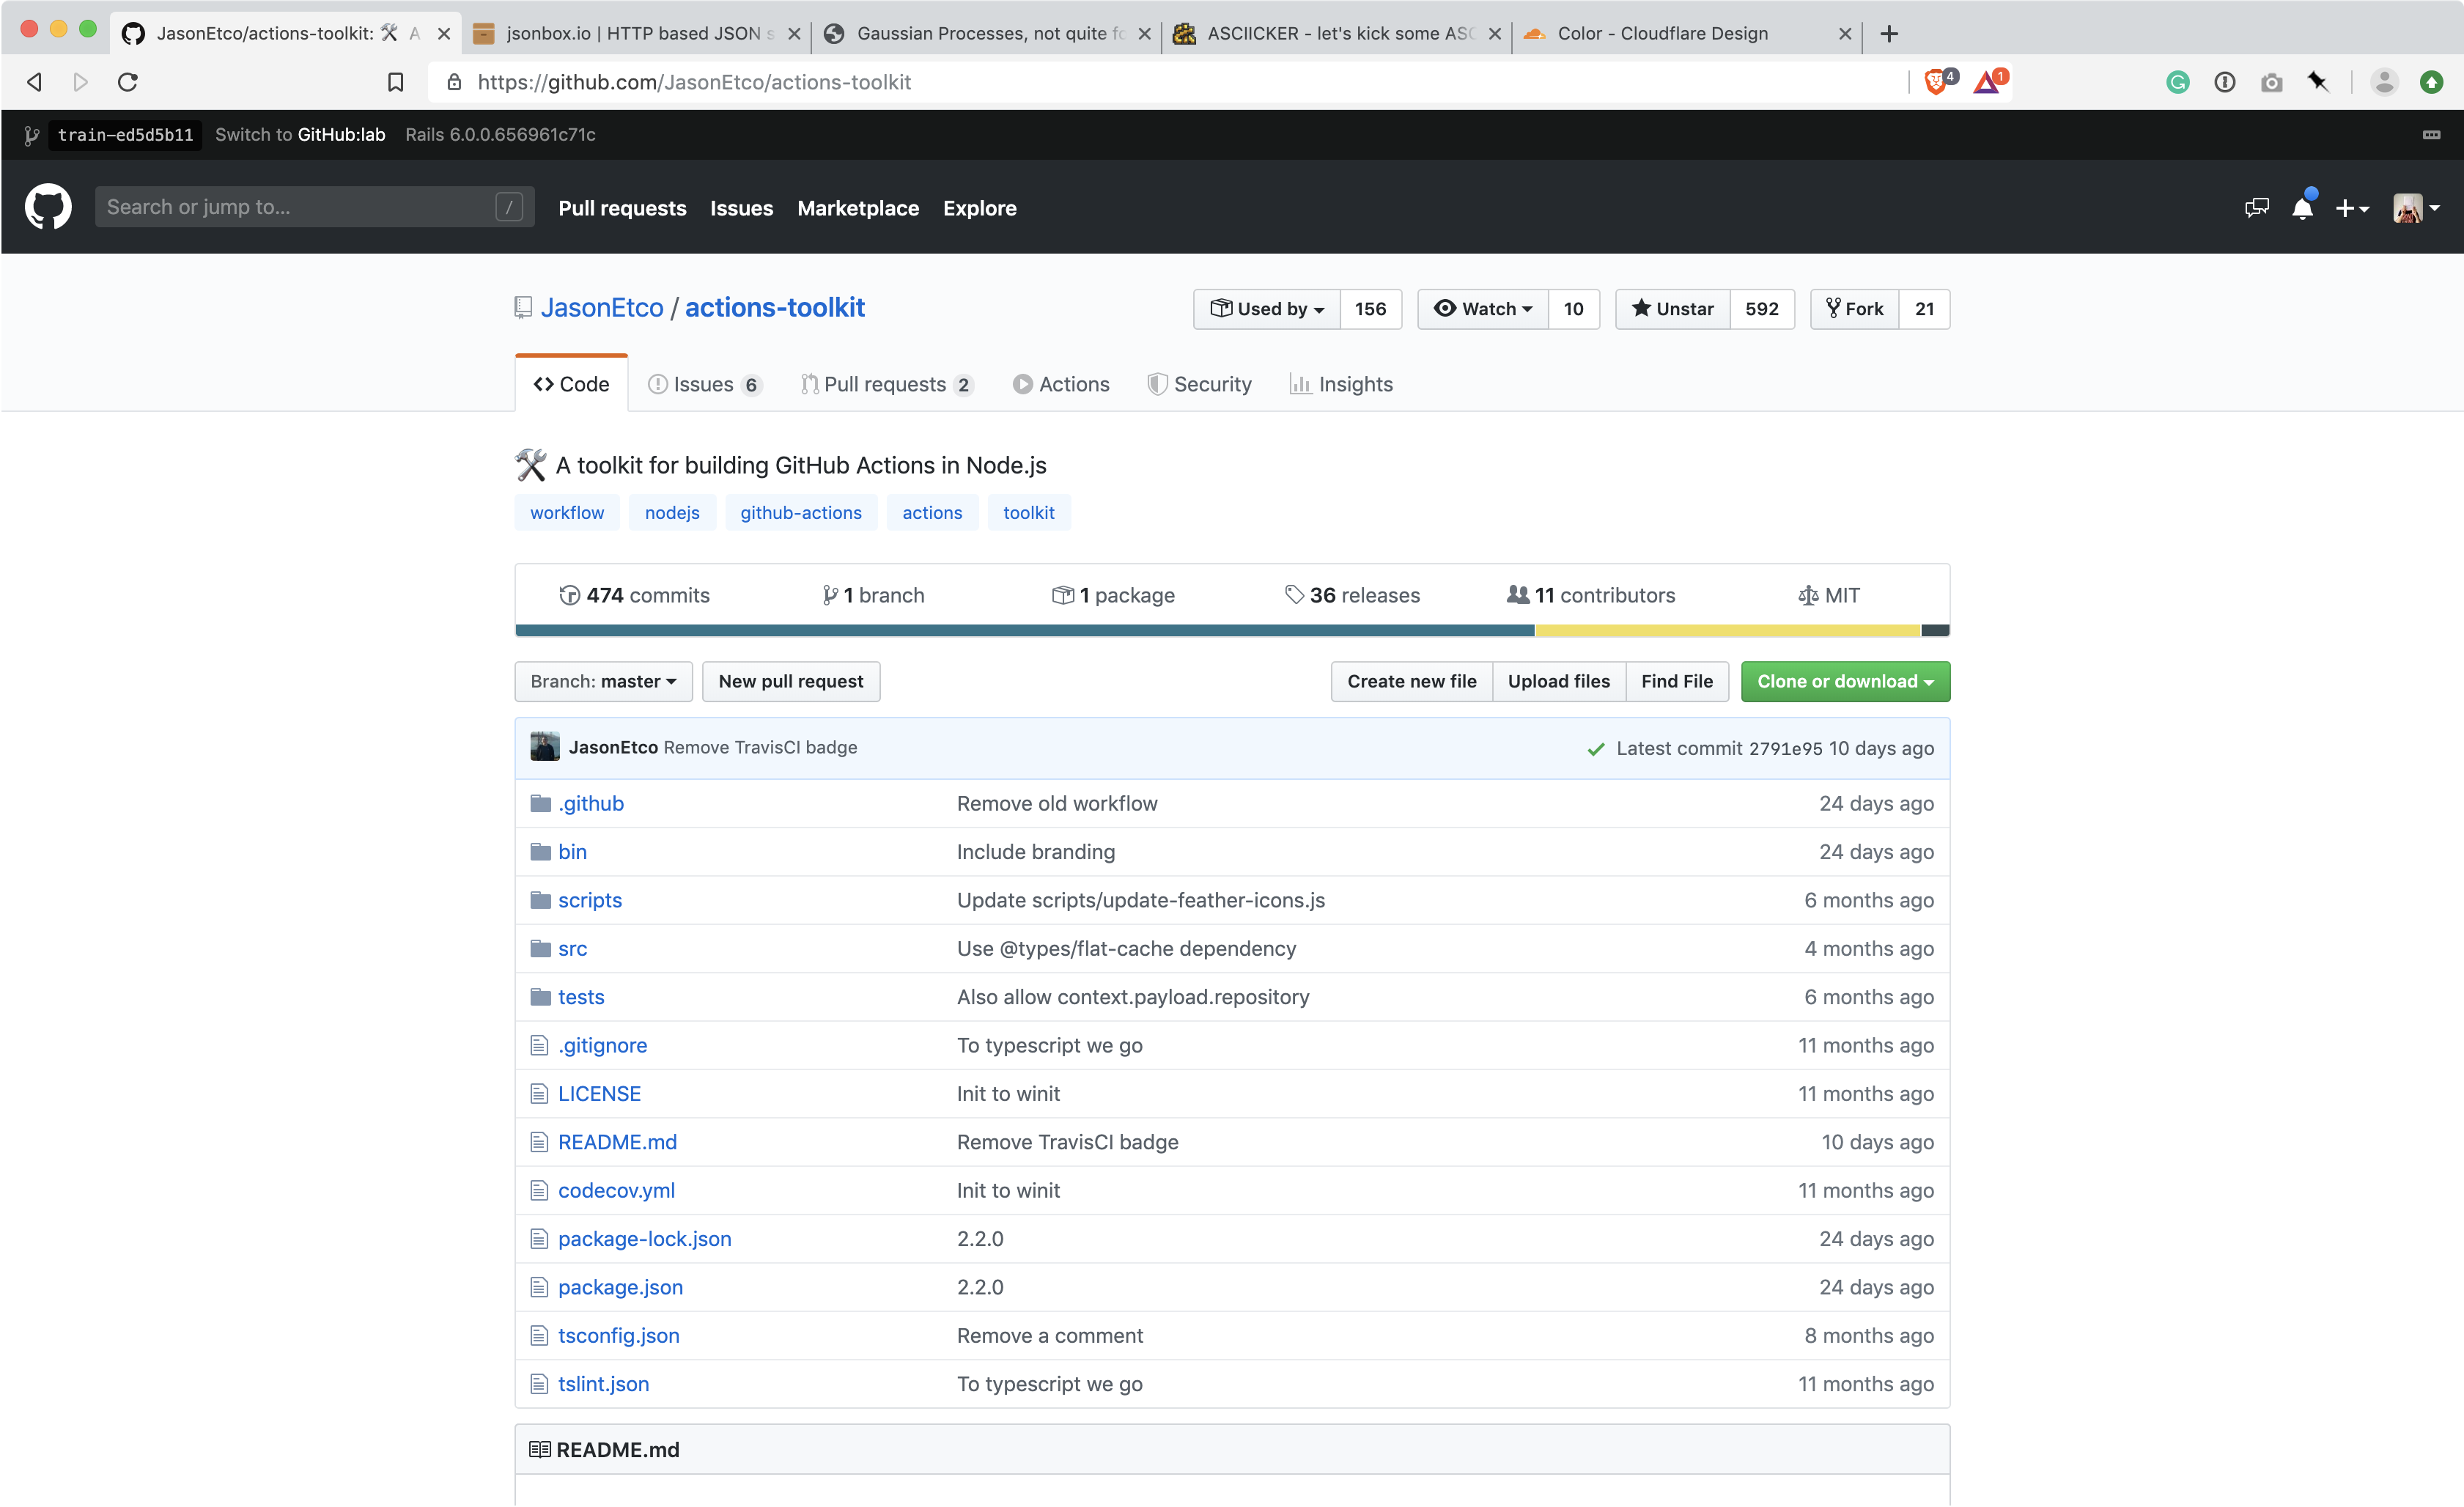 JasonEtco/actions-toolkit: 🛠 A
jsonbox.io | HTTP based JSON s
Gaussian Processes, not quite fo
ASCIICKER - let's kick some ASC
Color - Cloudflare Design
https://github.com/JasonEtco/actions-toolkit
4
1
train-ed5d5b11 Switch to GitHub:lab Rails 6.0.0.656961c71c
Search or jump to... /
Pull requests Issues Marketplace Explore
JasonEtco / actions-toolkit
Used by 156 Watch 10 Unstar 592 Fork 21
Code Issues 6 Pull requests 2 Actions Security Insights
🛠 A toolkit for building GitHub Actions in Node.js
workflow nodejs github-actions actions toolkit
474 commits 1 branch 1 package 36 releases 11 contributors MIT
Branch: master New pull request Create new file Upload files Find File Clone or download
JasonEtco Remove TravisCI badge Latest commit 2791e95 10 days ago
.github Remove old workflow 24 days ago
bin Include branding 24 days ago
scripts Update scripts/update-feather-icons.js 6 months ago
src Use @types/flat-cache dependency 4 months ago
tests Also allow context.payload.repository 6 months ago
.gitignore To typescript we go 11 months ago
LICENSE Init to winit 11 months ago
README.md Remove TravisCI badge 10 days ago
codecov.yml Init to winit 11 months ago
package-lock.json 2.2.0 24 days ago
package.json 2.2.0 24 days ago
tsconfig.json Remove a comment 8 months ago
tslint.json To typescript we go 11 months ago
README.md